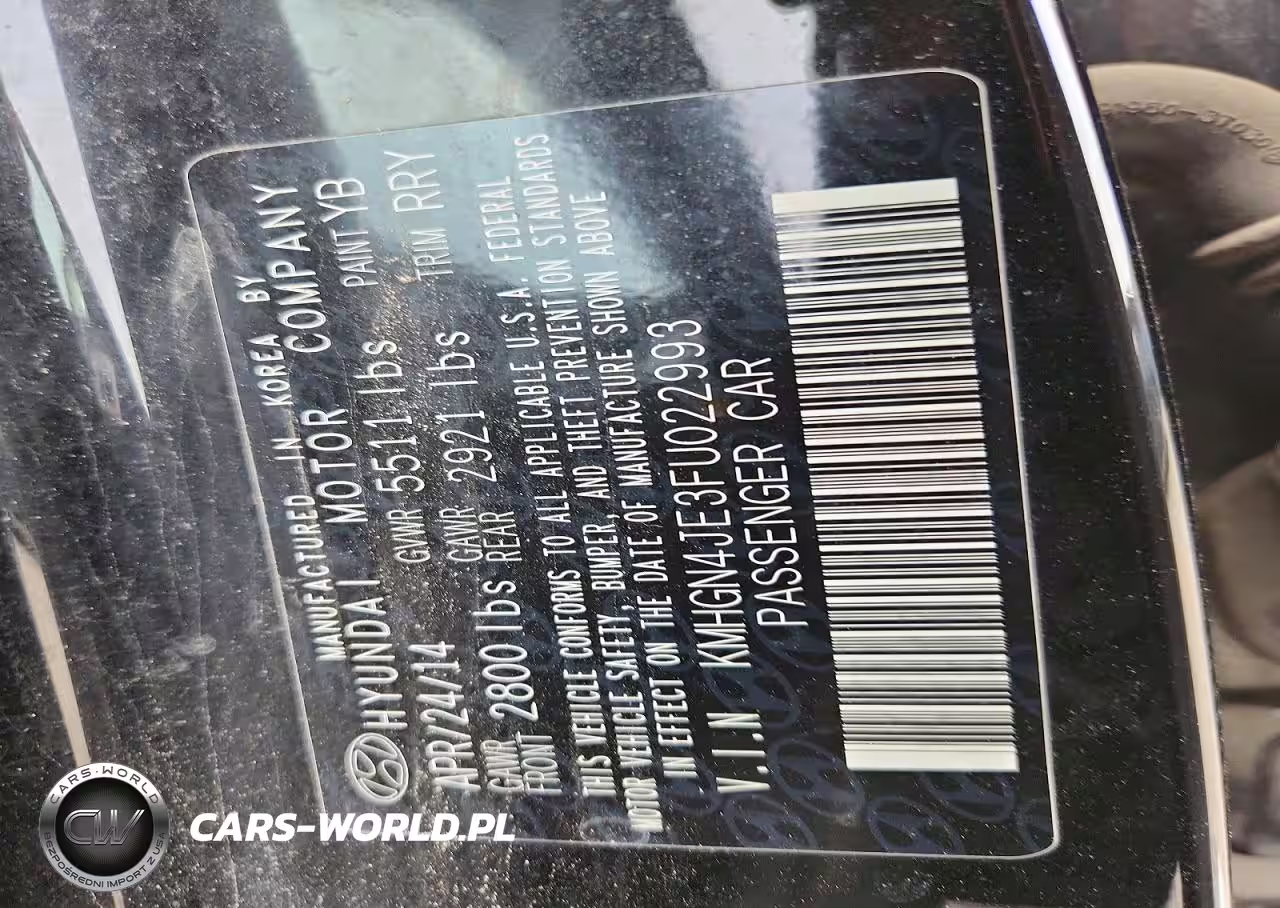 MANUFACTURED IN KOREA BY
HYUNDAI MOTOR COMPANY
APR/24/14 GVWR 5511 lbs PAINT YB
GAWR GAWR TRIM RRY
FRONT 2800 lbs REAR 2921 lbs
THIS VEHICLE CONFORMS TO ALL APPLICABLE U.S.A. FEDERAL
MOTOR VEHICLE SAFETY, BUMPER, AND THEFT PREVENTION STANDARDS
IN EFFECT ON THE DATE OF MANUFACTURE SHOWN ABOVE
V.I.N KMHGN4JE3FU022993
PASSENGER CAR
CARS-WORLD
CW
BEZPOŚREDNI IMPORT Z USA
CARS-WORLD.PL